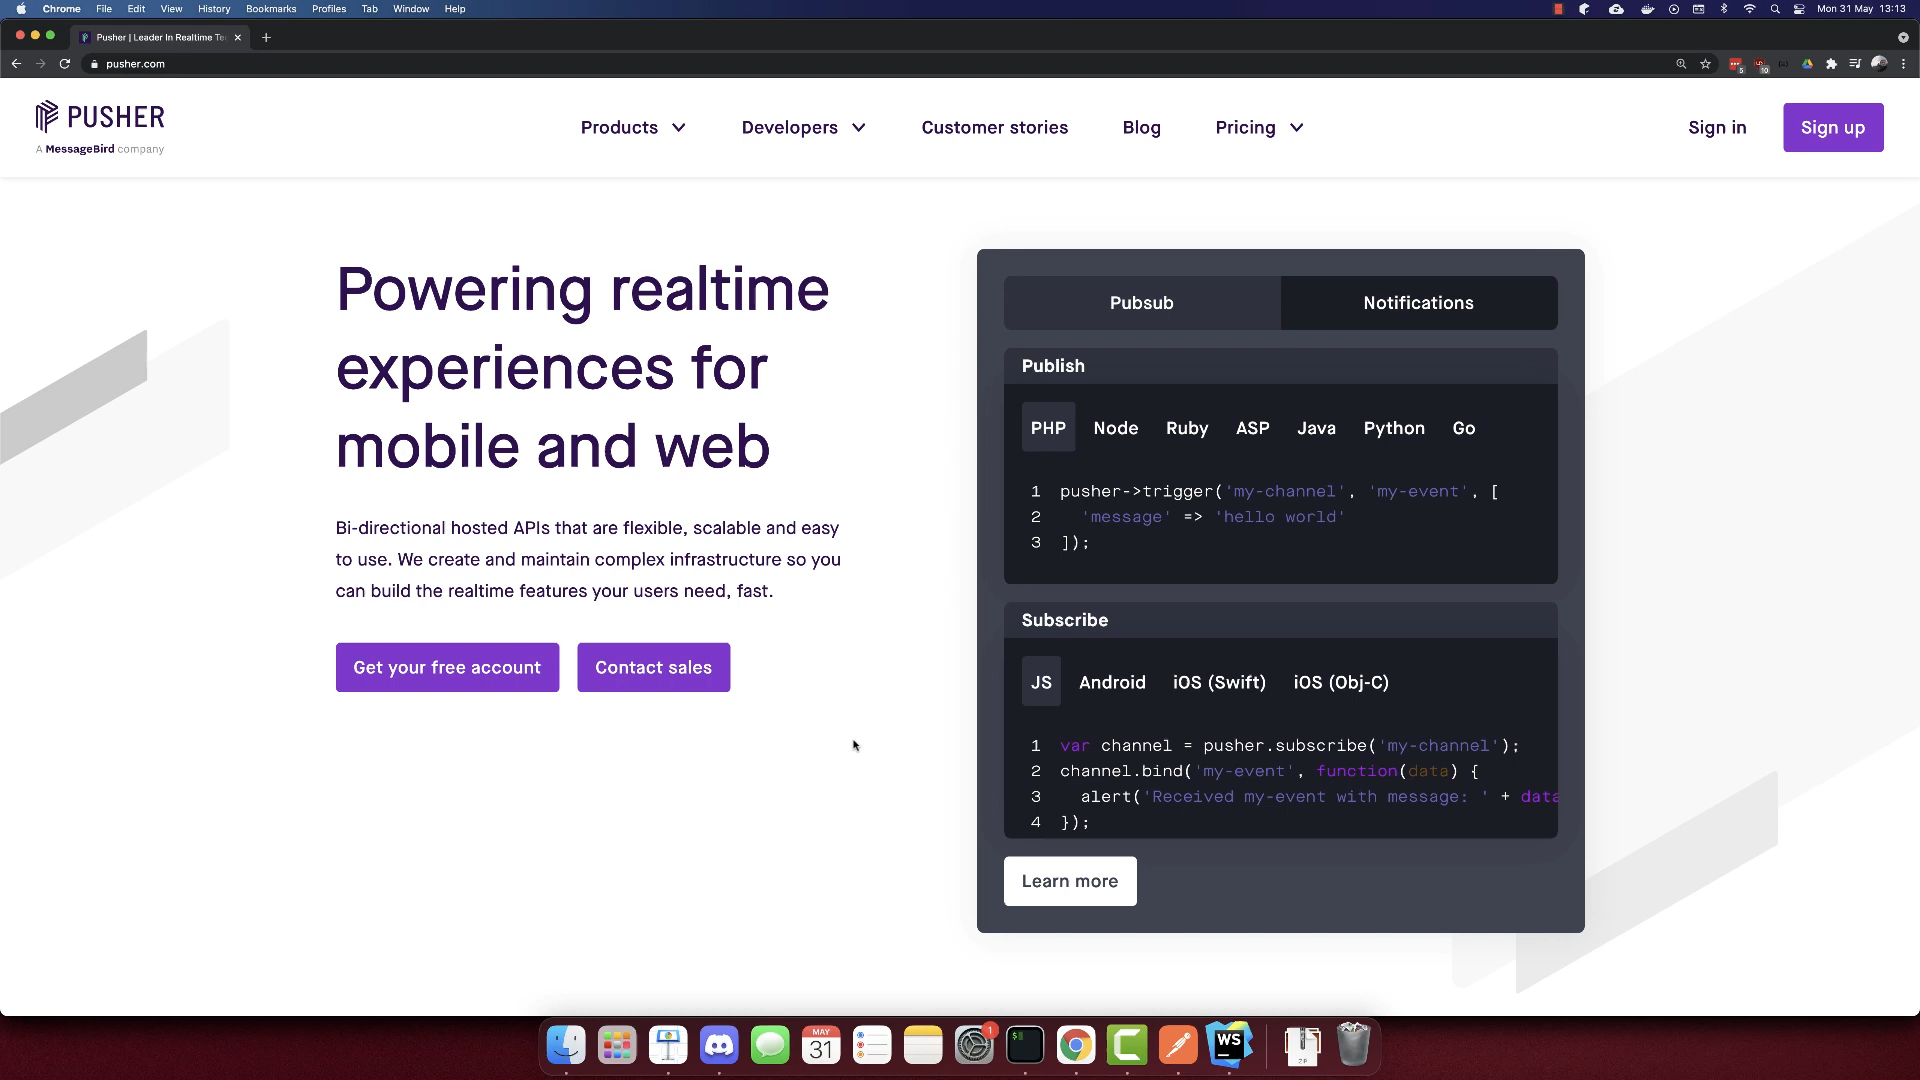 Chrome File Edit View History Bookmarks Profiles Tab Window Help
Mon 31 May 13:13
Pusher | Leader In Realtime Te
pusher.com
5
10
PUSHER
A MessageBird company
Products
Developers
Customer stories
Blog
Pricing
Sign in
Sign up
Powering realtime
experiences for
mobile and web
Bi-directional hosted APIs that are flexible, scalable and easy
to use. We create and maintain complex infrastructure so you
can build the realtime features your users need, fast.
Get your free account
Contact sales
Pubsub
Notifications
Publish
PHP Node Ruby ASP Java Python Go
1 pusher->trigger('my-channel', 'my-event', [
2 'message' => 'hello world'
3 ]);
Subscribe
JS Android iOS (Swift) iOS (Obj-C)
1 var channel = pusher.subscribe('my-channel');
2 channel.bind('my-event', function(data) {
3 alert('Received my-event with message: ' + data
4 });
Learn more
MAY
31
1
$
WS
ZIP